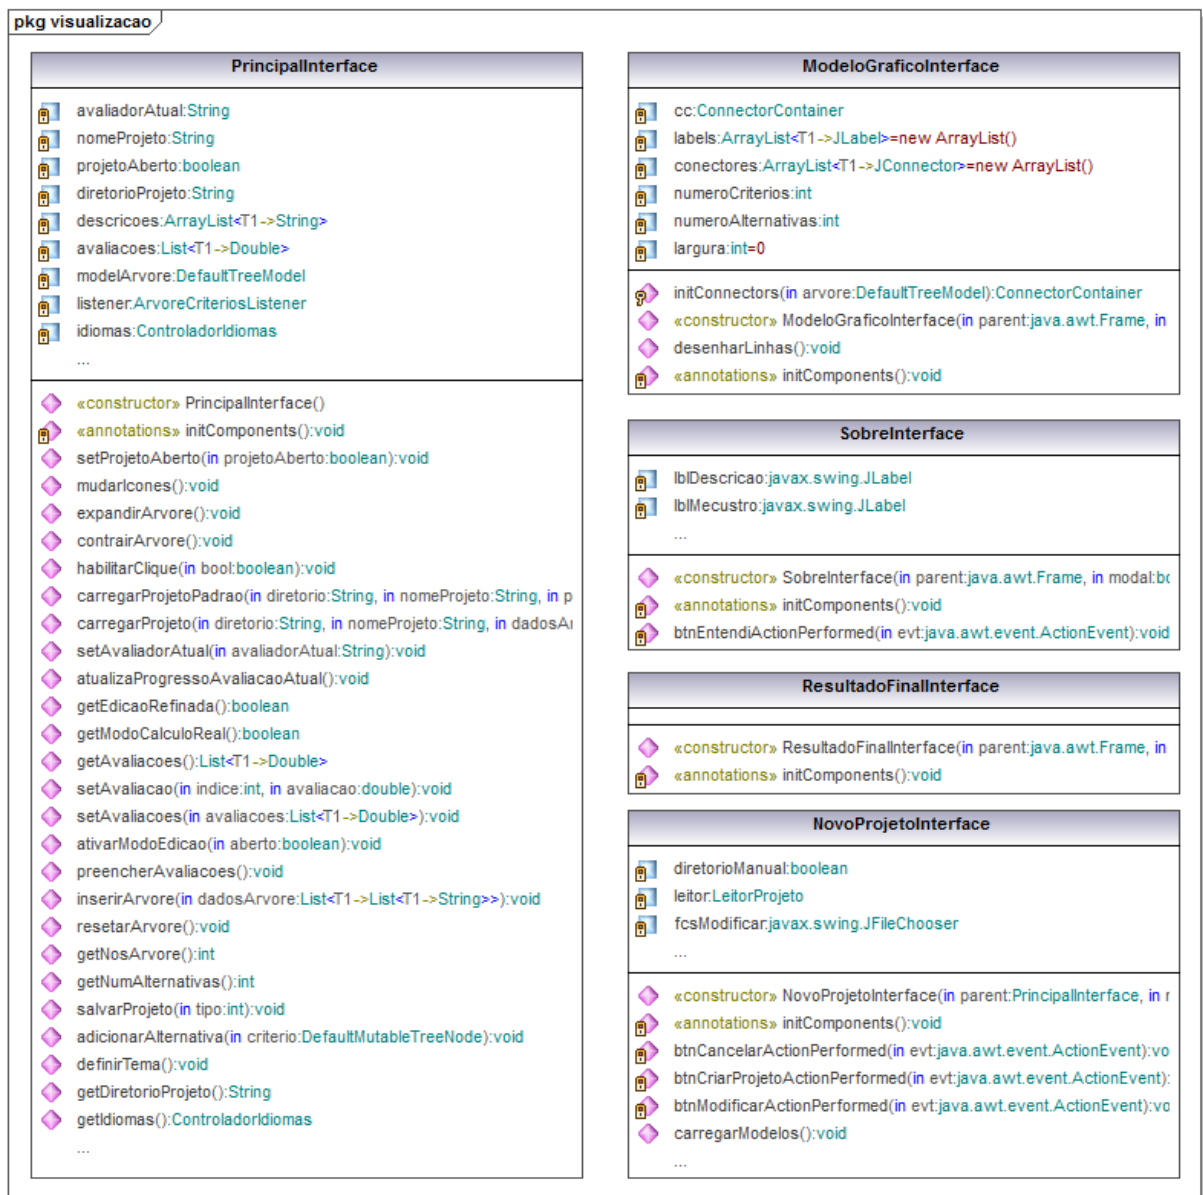 pkg visualizacao
PrincipalInterface
avaliadorAtual:String
nomeProjeto:String
projetoAberto:boolean
diretorioProjeto:String
descricoes:ArrayList<T1->String>
avaliacoes:List<T1->Double>
modelArvore:DefaultTreeModel
listener:ArvoreCriteriosListener
idiomas:ControladorIdiomas
...
«constructor» PrincipalInterface()
«annotations» initComponents():void
setProjetoAberto(in projetoAberto:boolean):void
mudarIcones():void
expandirArvore():void
contrairArvore():void
habilitarClique(in bool:boolean):void
carregarProjetoPadrao(in diretorio:String, in nomeProjeto:String, in p
carregarProjeto(in diretorio:String, in nomeProjeto:String, in dadosAr
setAvaliadorAtual(in avaliadorAtual:String):void
atualizaProgressoAvaliacaoAtual():void
getEdicaoRefinada():boolean
getModoCalculoReal():boolean
getAvaliacoes():List<T1->Double>
setAvaliacao(in indice:int, in avaliacao:double):void
setAvaliacoes(in avaliacoes:List<T1->Double>):void
ativarModoEdicao(in aberto:boolean):void
preencherAvaliacoes():void
inserirArvore(in dadosArvore:List<T1->List<T1->String>>):void
resetarArvore():void
getNosArvore():int
getNumAlternativas():int
salvarProjeto(in tipo:int):void
adicionarAlternativa(in criterio:DefaultMutableTreeNode):void
definirTema():void
getDiretorioProjeto():String
getIdiomas():ControladorIdiomas
...
ModeloGraficoInterface
cc:ConnectorContainer
labels:ArrayList<T1->JLabel>=new ArrayList()
conectores:ArrayList<T1->JConnector>=new ArrayList()
numeroCriterios:int
numeroAlternativas:int
largura:int=0
initConnectors(in arvore:DefaultTreeModel):ConnectorContainer
«constructor» ModeloGraficoInterface(in parent:java.awt.Frame, in
desenharLinhas():void
«annotations» initComponents():void
SobreInterface
lblDescricao:javax.swing.JLabel
lblMecustro:javax.swing.JLabel
...
«constructor» SobreInterface(in parent:java.awt.Frame, in modal:bo
«annotations» initComponents():void
btnEntendiActionPerformed(in evt:java.awt.event.ActionEvent):void
ResultadoFinalInterface
«constructor» ResultadoFinalInterface(in parent:java.awt.Frame, in
«annotations» initComponents():void
NovoProjetoInterface
diretorioManual:boolean
leitor:LeitorProjeto
fcsModificar:javax.swing.JFileChooser
...
«constructor» NovoProjetoInterface(in parent:PrincipalInterface, in
«annotations» initComponents():void
btnCancelarActionPerformed(in evt:java.awt.event.ActionEvent):vo
btnCriarProjetoActionPerformed(in evt:java.awt.event.ActionEvent):
btnModificarActionPerformed(in evt:java.awt.event.ActionEvent):vo
carregarModelos():void
...